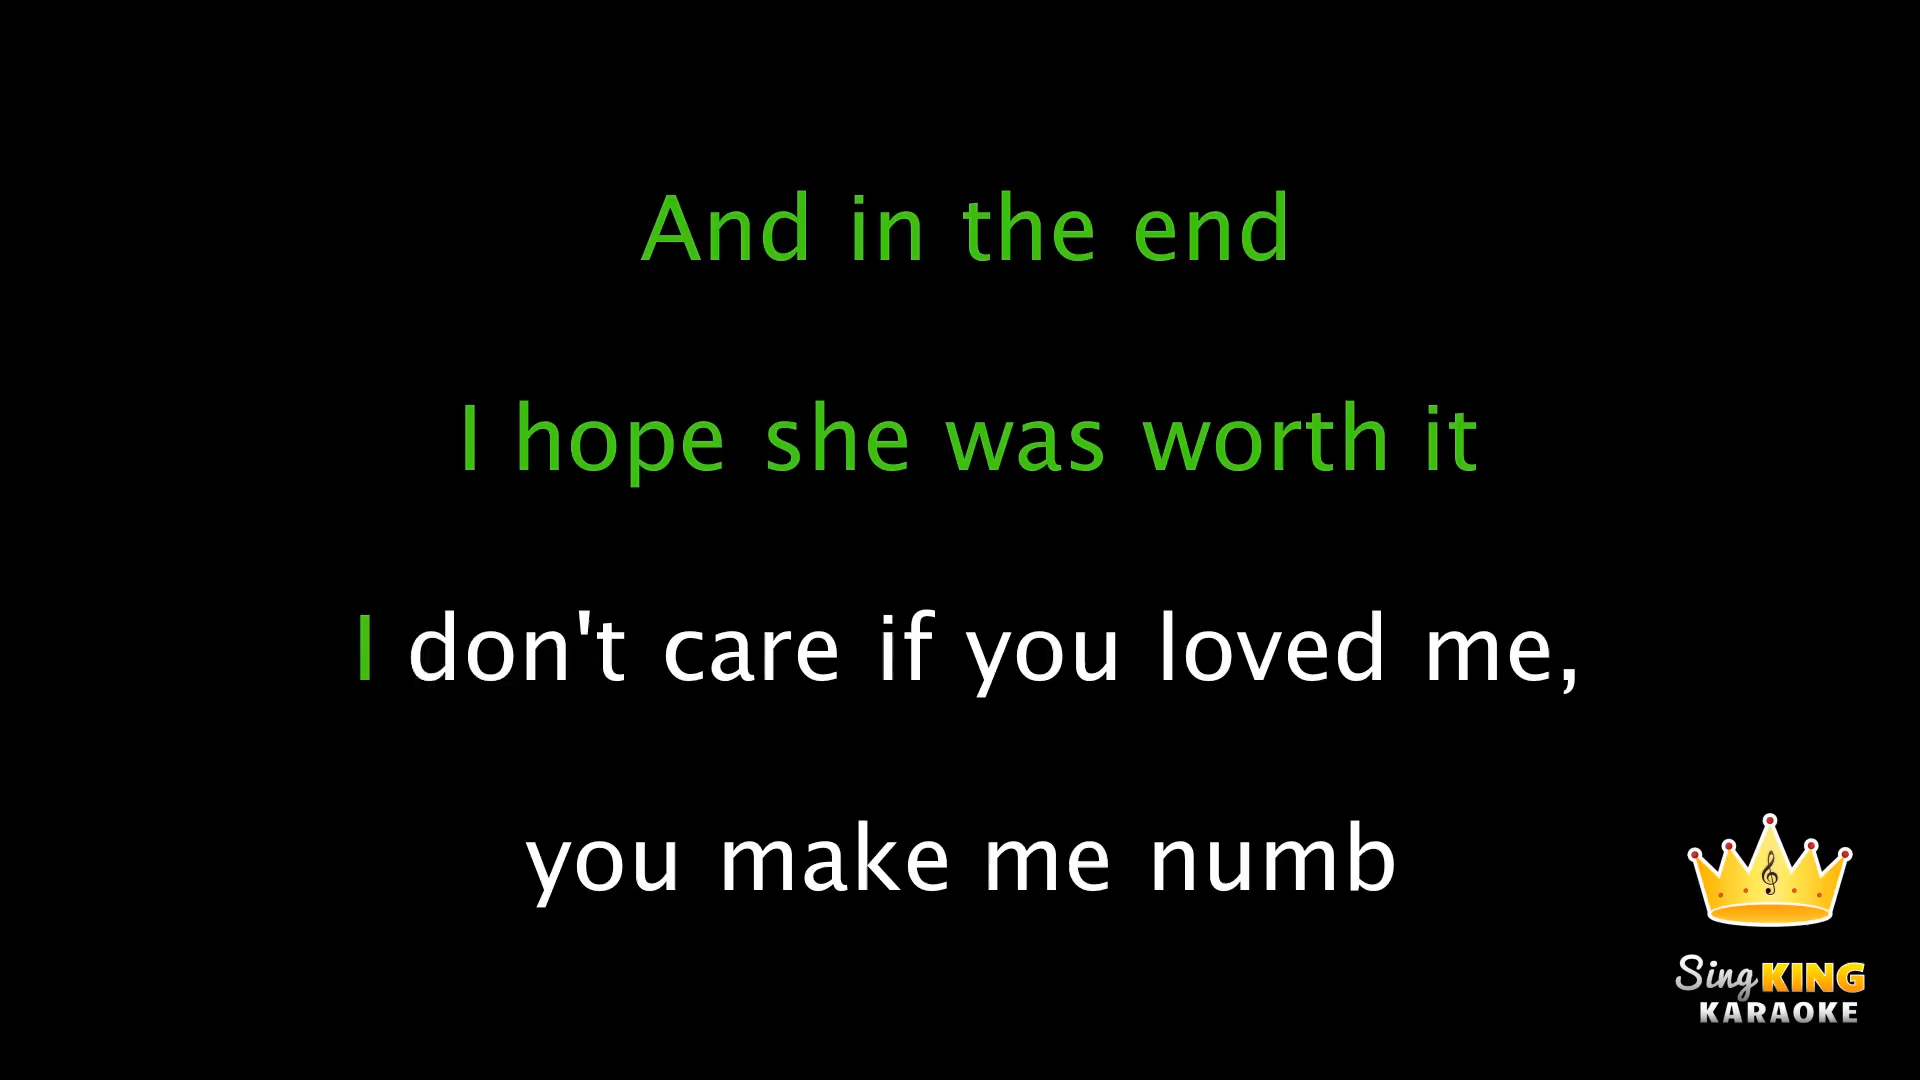 And in the end
I hope she was worth it
I don't care if you loved me,
you make me numb
Sing KING
KARAOKE